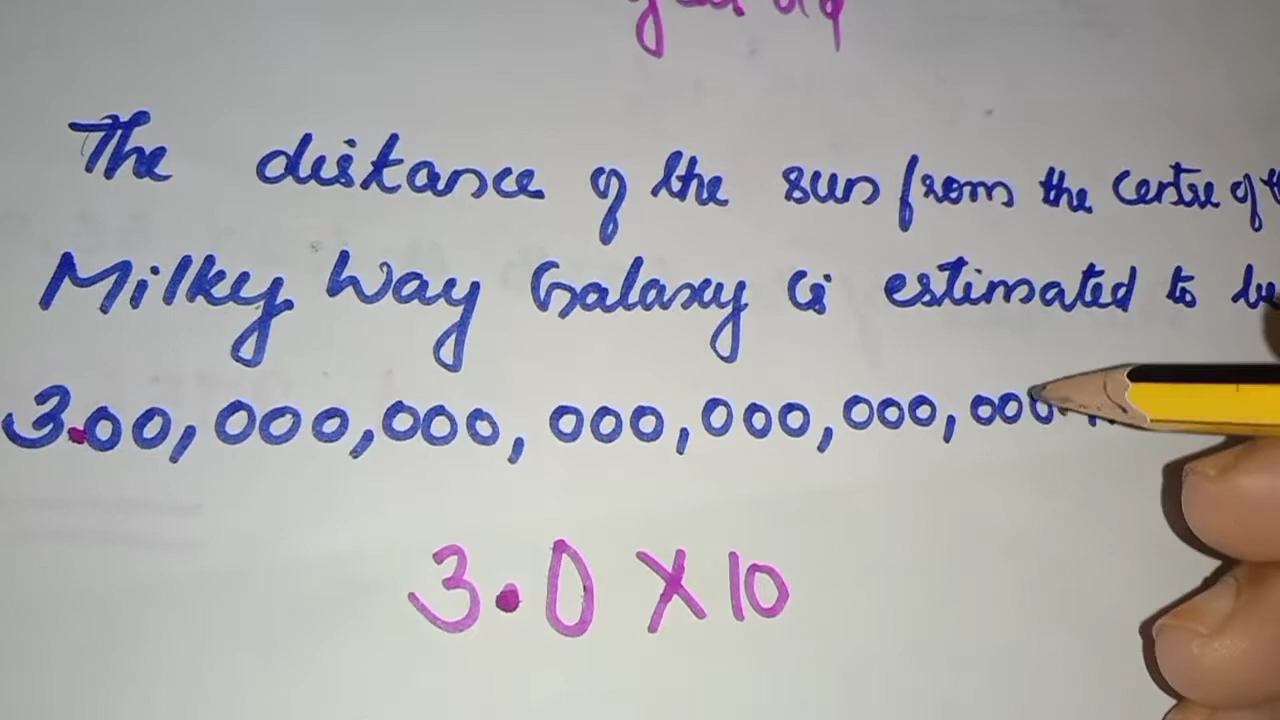 The distance of the sun from the centre of
Milky Way Galaxy is estimated to be
3.00,000,000,000,000,000,000
3.0 X 10